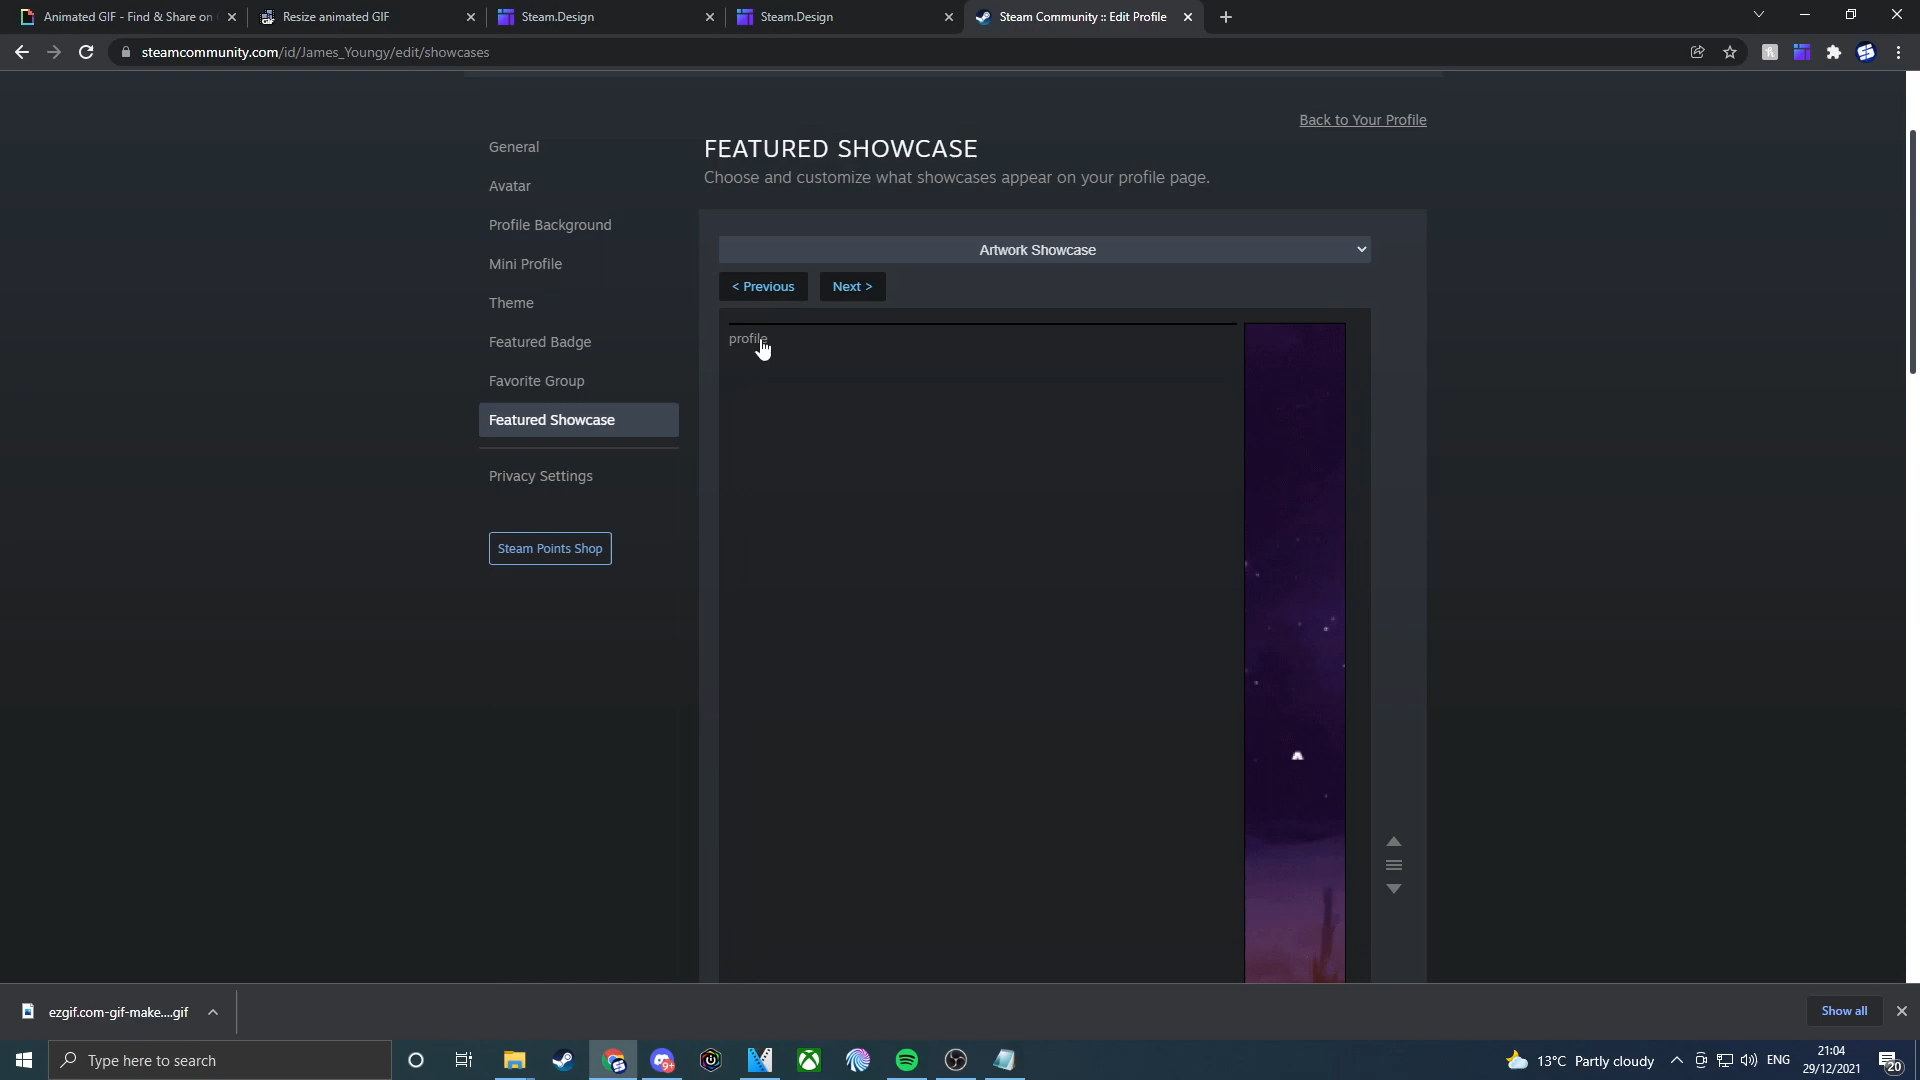 Animated GIF - Find & Share on
Resize animated GIF
Steam.Design
Steam.Design
Steam Community :: Edit Profile
steamcommunity.com/id/James_Youngy/edit/showcases
Back to Your Profile
General
Avatar
Profile Background
Mini Profile
Theme
Featured Badge
Favorite Group
Featured Showcase
Privacy Settings
Steam Points Shop
FEATURED SHOWCASE
Choose and customize what showcases appear on your profile page.
Artwork Showcase
< Previous
Next >
profile
ezgif.com-gif-make....gif
Show all
Type here to search
9+
13°C Partly cloudy
ENG
21:04
29/12/2021
20